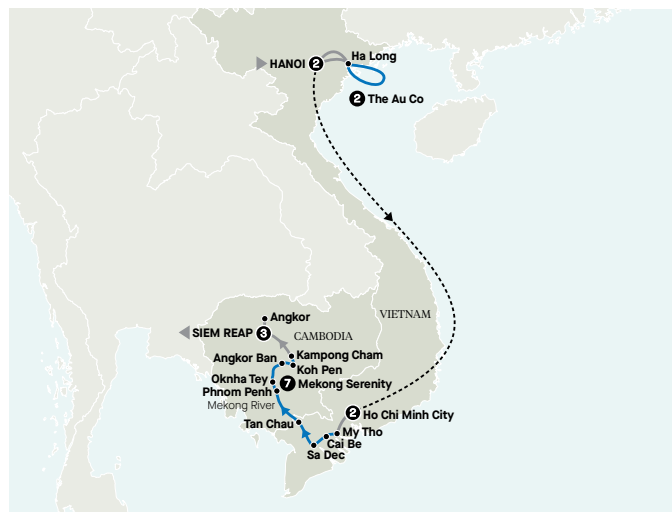 HANOI 2
Ha Long
2 The Au Co
Angkor
SIEM REAP 3
CAMBODIA
VIETNAM
Angkor Ban
Kampong Cham
Koh Pen
Oknha Tey
7 Mekong Serenity
Phnom Penh
Mekong River
2 Ho Chi Minh City
Tan Chau
My Tho
Cai Be
Sa Dec